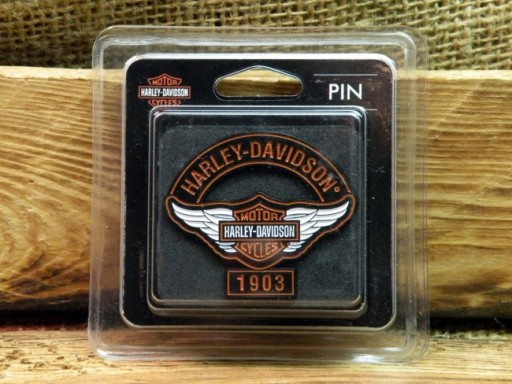 MOTOR
HARLEY-DAVIDSON
CYCLES
PIN
HARLEY-DAVIDSON®
MOTOR
HARLEY-DAVIDSON
CYCLES
1903